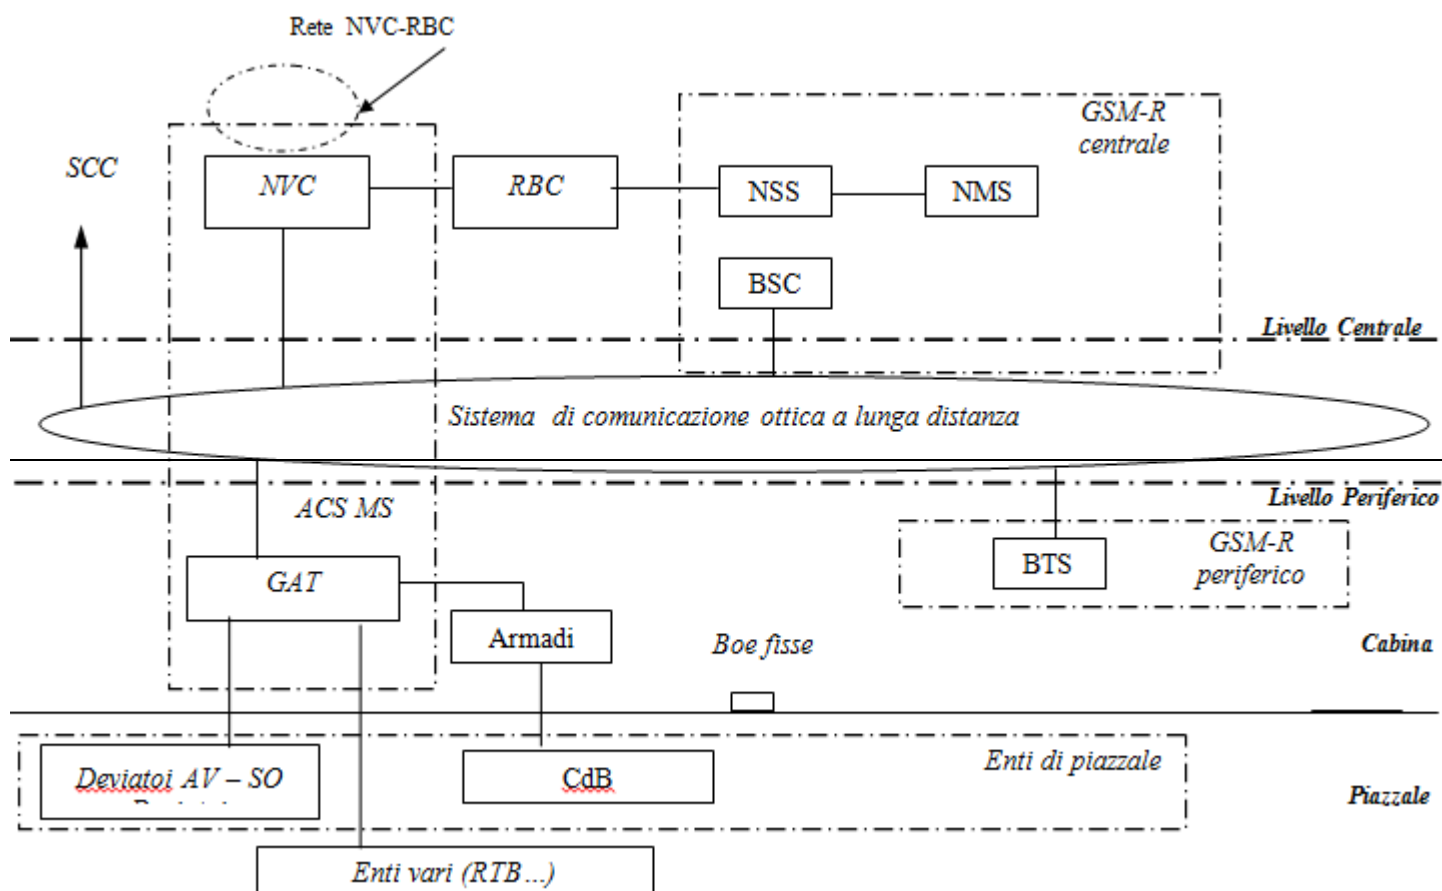 Rete NVC-RBC
GSM-R
centrale
SCC
NVC
RBC
NSS
NMS
BSC
Livello Centrale
Sistema di comunicazione ottica a lunga distanza
Livello Periferico
ACS MS
GSM-R
periferico
BTS
GAT
Armadi
Boe fisse
Cabina
Enti di piazzale
Deviatoi AV – SO
CdB
Piazzale
Enti vari (RTB...)